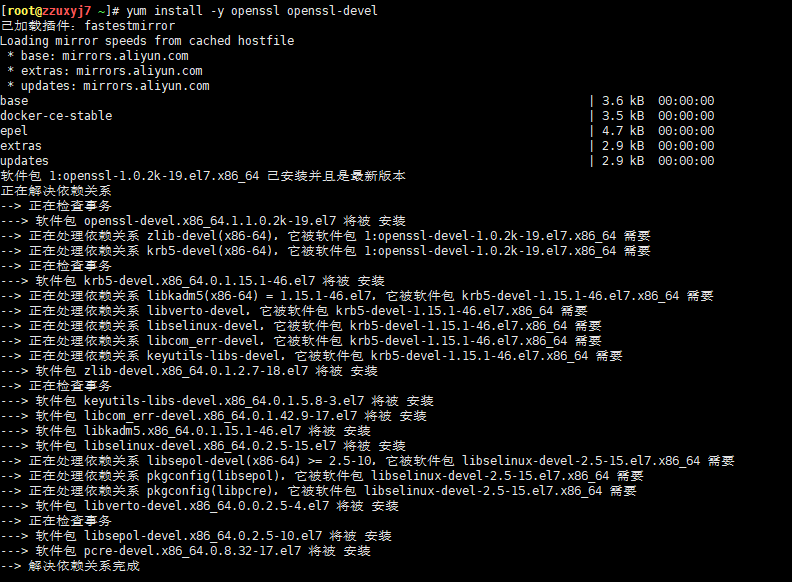 [root@zzuxyj7 ~]# yum install -y openssl openssl-devel
已加载插件：fastestmirror
Loading mirror speeds from cached hostfile
 * base: mirrors.aliyun.com
 * extras: mirrors.aliyun.com
 * updates: mirrors.aliyun.com
base | 3.6 kB 00:00:00
docker-ce-stable | 3.5 kB 00:00:00
epel | 4.7 kB 00:00:00
extras | 2.9 kB 00:00:00
updates | 2.9 kB 00:00:00
软件包 1:openssl-1.0.2k-19.el7.x86_64 已安装并且是最新版本
正在解决依赖关系
--> 正在检查事务
---> 软件包 openssl-devel.x86_64.1.1.0.2k-19.el7 将被 安装
--> 正在处理依赖关系 zlib-devel(x86-64)，它被软件包 1:openssl-devel-1.0.2k-19.el7.x86_64 需要
--> 正在处理依赖关系 krb5-devel(x86-64)，它被软件包 1:openssl-devel-1.0.2k-19.el7.x86_64 需要
--> 正在检查事务
---> 软件包 krb5-devel.x86_64.0.1.15.1-46.el7 将被 安装
--> 正在处理依赖关系 libkadm5(x86-64) = 1.15.1-46.el7，它被软件包 krb5-devel-1.15.1-46.el7.x86_64 需要
--> 正在处理依赖关系 libverto-devel，它被软件包 krb5-devel-1.15.1-46.el7.x86_64 需要
--> 正在处理依赖关系 libselinux-devel，它被软件包 krb5-devel-1.15.1-46.el7.x86_64 需要
--> 正在处理依赖关系 libcom_err-devel，它被软件包 krb5-devel-1.15.1-46.el7.x86_64 需要
--> 正在处理依赖关系 keyutils-libs-devel，它被软件包 krb5-devel-1.15.1-46.el7.x86_64 需要
---> 软件包 zlib-devel.x86_64.0.1.2.7-18.el7 将被 安装
--> 正在检查事务
---> 软件包 keyutils-libs-devel.x86_64.0.1.5.8-3.el7 将被 安装
---> 软件包 libcom_err-devel.x86_64.0.1.42.9-17.el7 将被 安装
---> 软件包 libkadm5.x86_64.0.1.15.1-46.el7 将被 安装
---> 软件包 libselinux-devel.x86_64.0.2.5-15.el7 将被 安装
--> 正在处理依赖关系 libsepol-devel(x86-64) >= 2.5-10，它被软件包 libselinux-devel-2.5-15.el7.x86_64 需要
--> 正在处理依赖关系 pkgconfig(libsepol)，它被软件包 libselinux-devel-2.5-15.el7.x86_64 需要
--> 正在处理依赖关系 pkgconfig(libpcre)，它被软件包 libselinux-devel-2.5-15.el7.x86_64 需要
---> 软件包 libverto-devel.x86_64.0.0.2.5-4.el7 将被 安装
--> 正在检查事务
---> 软件包 libsepol-devel.x86_64.0.2.5-10.el7 将被 安装
---> 软件包 pcre-devel.x86_64.0.8.32-17.el7 将被 安装
--> 解决依赖关系完成